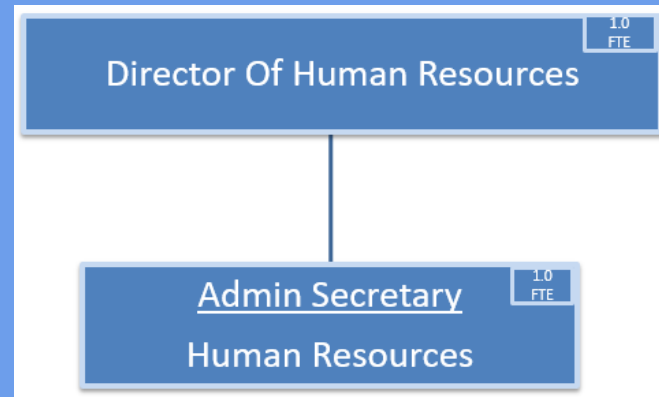 1.0
FTE
Director Of Human Resources
1.0
FTE
Admin Secretary
Human Resources